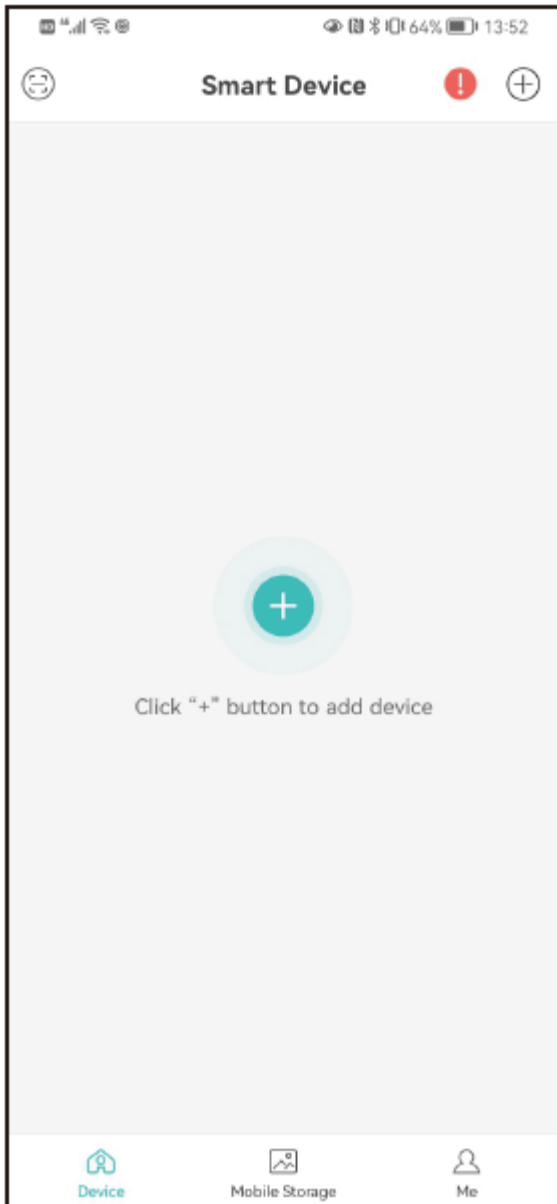 64% 13:52
Smart Device
Click “+” button to add device
Device
Mobile Storage
Me